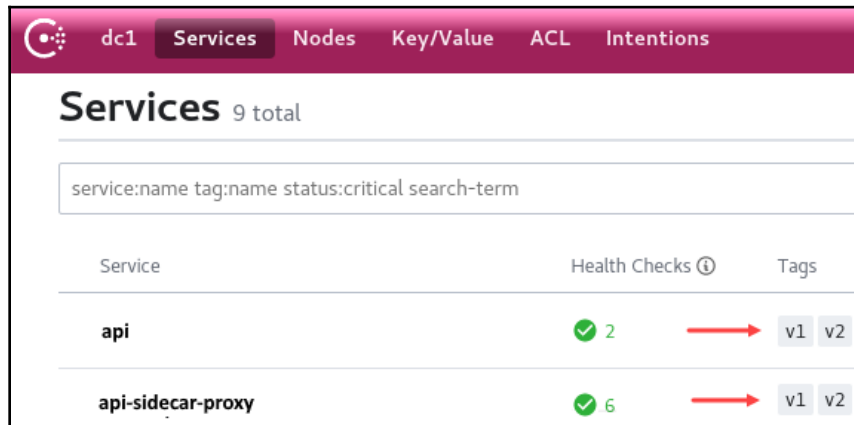 dc1 Services Nodes Key/Value ACL Intentions
Services 9 total
service:name tag:name status:critical search-term
Service Health Checks Tags
api 2 v1 v2
api-sidecar-proxy 6 v1 v2